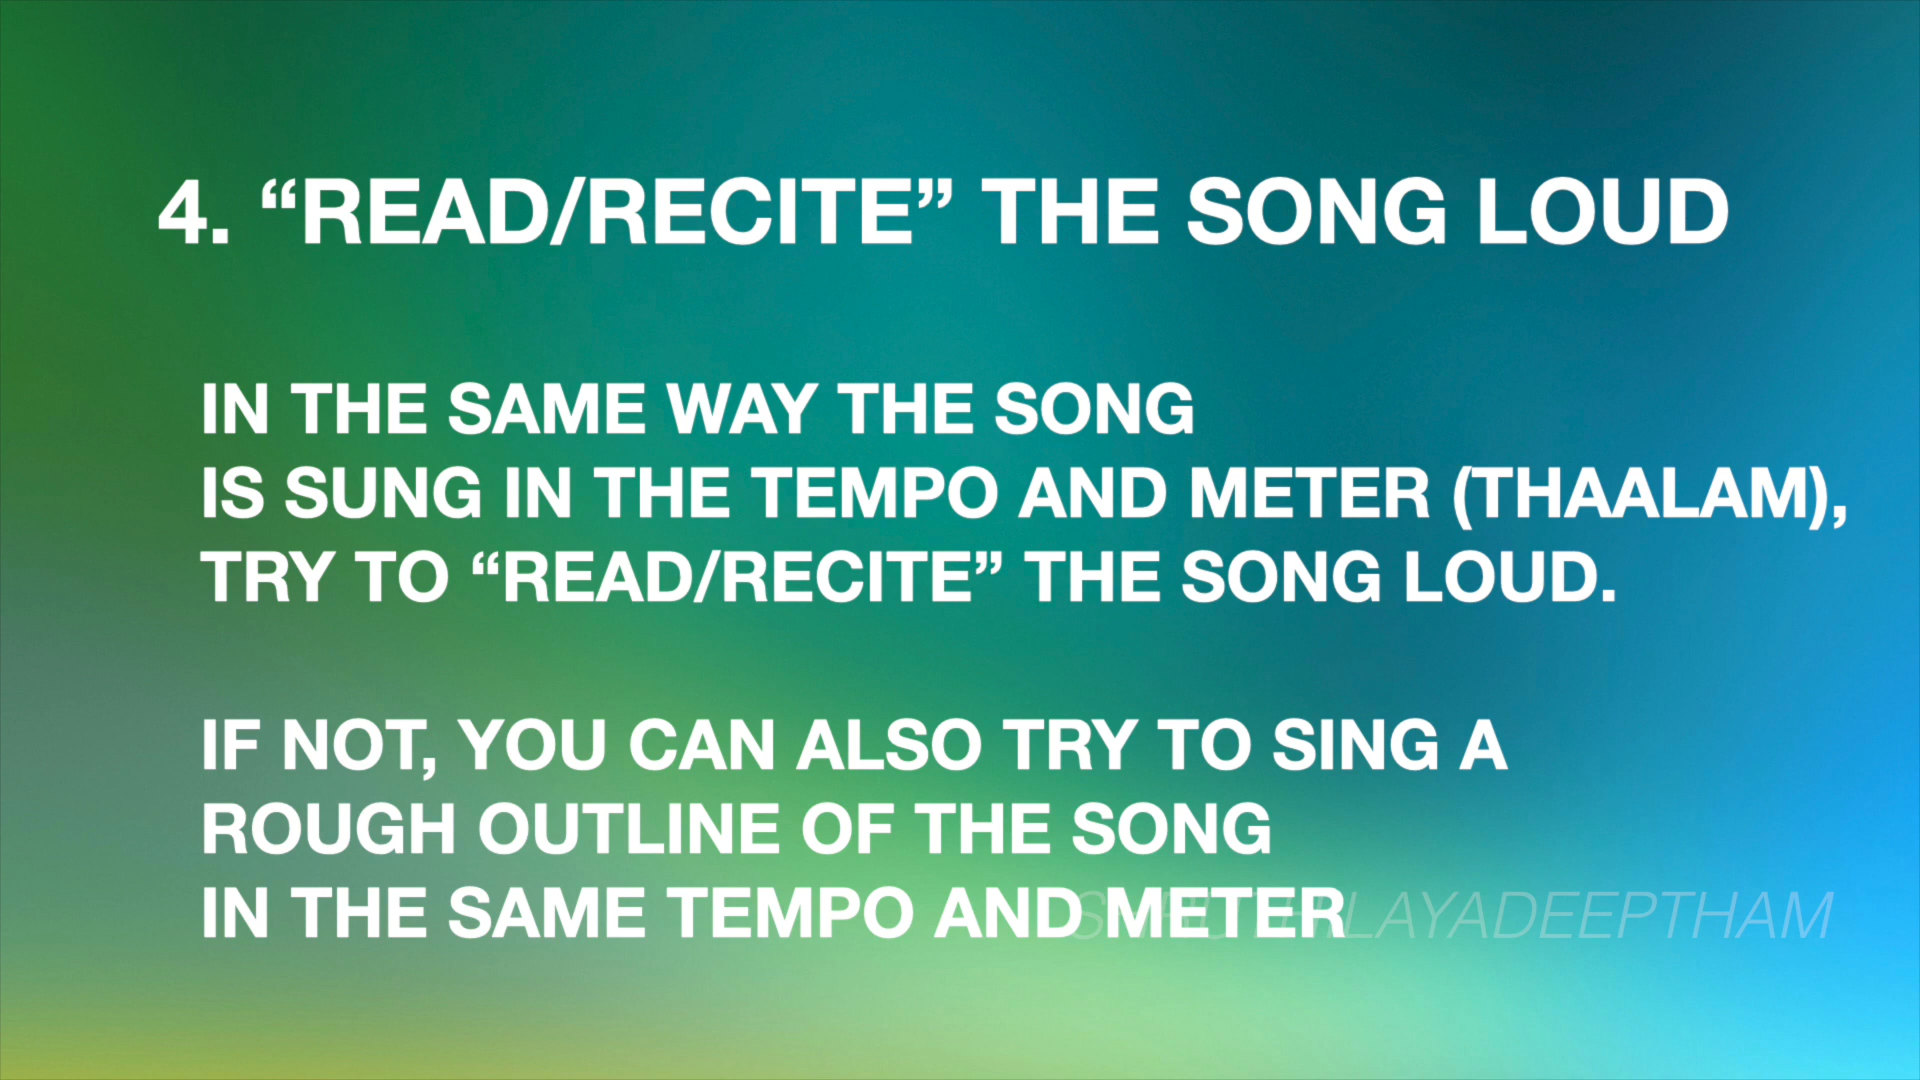 4. “READ/RECITE” THE SONG LOUD
IN THE SAME WAY THE SONG
IS SUNG IN THE TEMPO AND METER (THAALAM),
TRY TO “READ/RECITE” THE SONG LOUD.
IF NOT, YOU CAN ALSO TRY TO SING A
ROUGH OUTLINE OF THE SONG
IN THE SAME TEMPO AND METER